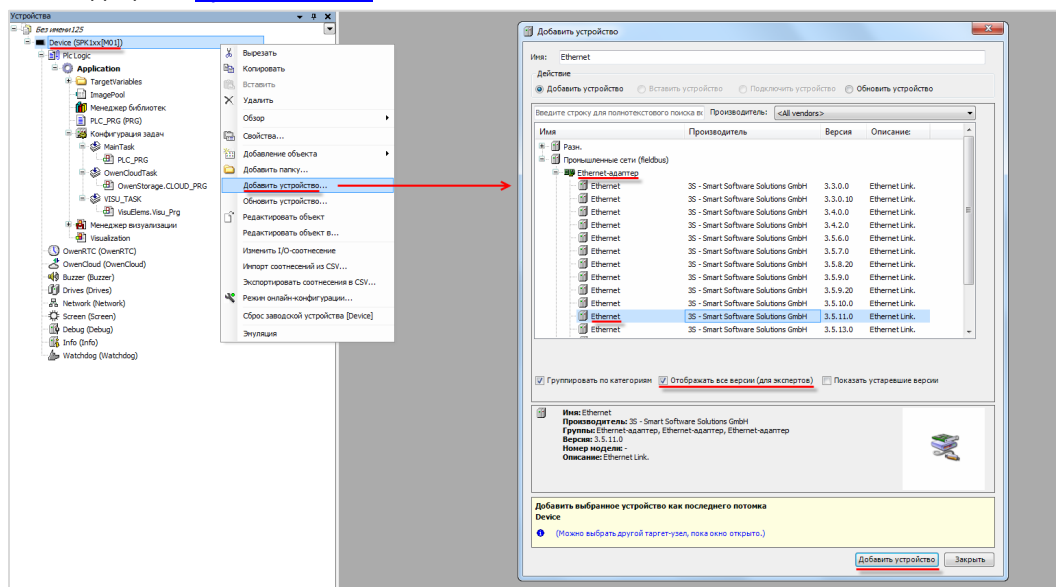 Устройства
Без имени125
Device (SPK1xx[M01])
Plc Logic
Application
TargetVariables
ImagePool
Менеджер библиотек
PLC_PRG (PRG)
Конфигурация задач
MainTask
PLC_PRG
OwenCloudTask
OwenStorage.CLOUD_PRG
VISU_TASK
VisuElems.Visu_Prg
Менеджер визуализации
Visualization
OwenRTC (OwenRTC)
OwenCloud (OwenCloud)
Buzzer (Buzzer)
Drives (Drives)
Network (Network)
Screen (Screen)
Debug (Debug)
Info (Info)
Watchdog (Watchdog)
Вырезать
Копировать
Вставить
Удалить
Обзор
Свойства...
Добавление объекта
Добавить папку...
Добавить устройство...
Обновить устройство...
Редактировать объект
Редактировать объект в...
Изменить I/O-соотнесение
Импорт соотнесений из CSV...
Экспортировать соотнесения в CSV...
Режим онлайн-конфигурации...
Сброс заводской устройства [Device]
Эмуляция
Добавить устройство
Имя: Ethernet
Действие
Добавить устройство Вставить устройство Подключить устройство Обновить устройство
Введите строку для полнотекстового поиска вс Производитель: <All vendors>
Имя Производитель Версия Описание:
Разн.
Промышленные сети (fieldbus)
Ethernet-адаптер
Ethernet 3S - Smart Software Solutions GmbH 3.3.0.0 Ethernet Link.
Ethernet 3S - Smart Software Solutions GmbH 3.3.0.10 Ethernet Link.
Ethernet 3S - Smart Software Solutions GmbH 3.4.0.0 Ethernet Link.
Ethernet 3S - Smart Software Solutions GmbH 3.4.2.0 Ethernet Link.
Ethernet 3S - Smart Software Solutions GmbH 3.5.6.0 Ethernet Link.
Ethernet 3S - Smart Software Solutions GmbH 3.5.7.0 Ethernet Link.
Ethernet 3S - Smart Software Solutions GmbH 3.5.8.20 Ethernet Link.
Ethernet 3S - Smart Software Solutions GmbH 3.5.9.0 Ethernet Link.
Ethernet 3S - Smart Software Solutions GmbH 3.5.9.20 Ethernet Link.
Ethernet 3S - Smart Software Solutions GmbH 3.5.10.0 Ethernet Link.
Ethernet 3S - Smart Software Solutions GmbH 3.5.11.0 Ethernet Link.
Ethernet 3S - Smart Software Solutions GmbH 3.5.13.0 Ethernet Link.
Группировать по категориям Отображать все версии (для экспертов) Показать устаревшие версии
Имя: Ethernet
Производитель: 3S - Smart Software Solutions GmbH
Группы: Ethernet-адаптер, Ethernet-адаптер, Ethernet-адаптер
Версия: 3.5.11.0
Номер модели: -
Описание: Ethernet Link.
Добавить выбранное устройство как последнего потомка
Device
(Можно выбрать другой таргет-узел, пока окно открыто.)
Добавить устройство Закрыть